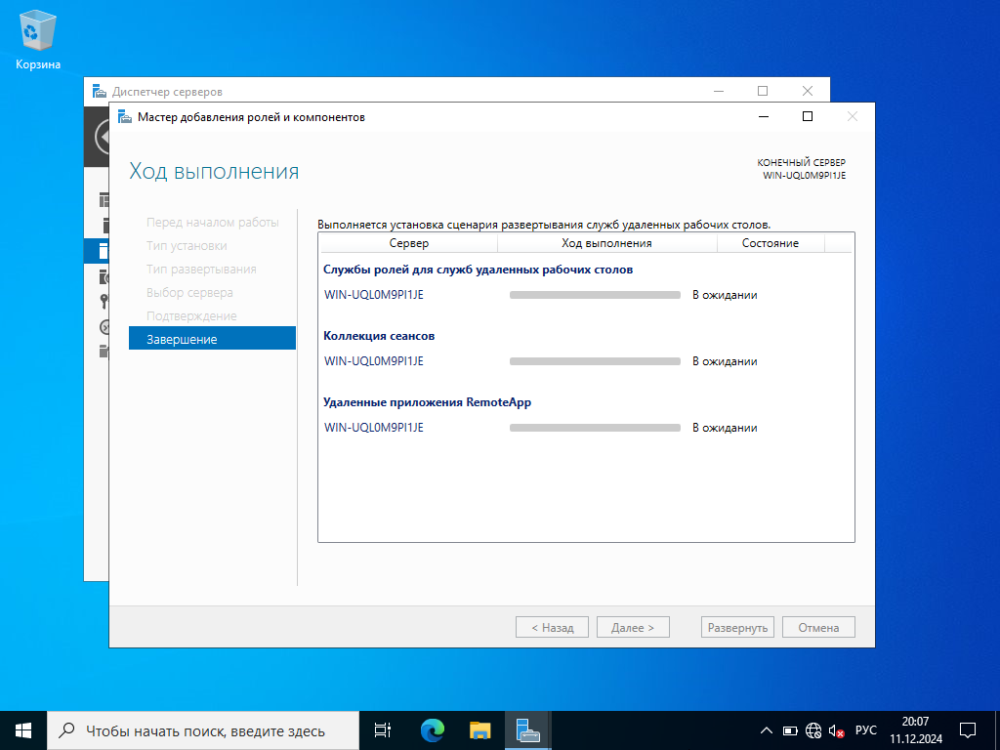 Корзина
Диспетчер серверов
Мастер добавления ролей и компонентов
Ход выполнения
КОНЕЧНЫЙ СЕРВЕР
WIN-UQL0M9PI1JE
Перед началом работы
Тип установки
Тип развертывания
Выбор сервера
Подтверждение
Завершение
Выполняется установка сценария развертывания служб удаленных рабочих столов.
Сервер Ход выполнения Состояние
Службы ролей для служб удаленных рабочих столов
WIN-UQL0M9PI1JE В ожидании
Коллекция сеансов
WIN-UQL0M9PI1JE В ожидании
Удаленные приложения RemoteApp
WIN-UQL0M9PI1JE В ожидании
< Назад Далее > Развернуть Отмена
Чтобы начать поиск, введите здесь
РУС
20:07
11.12.2024